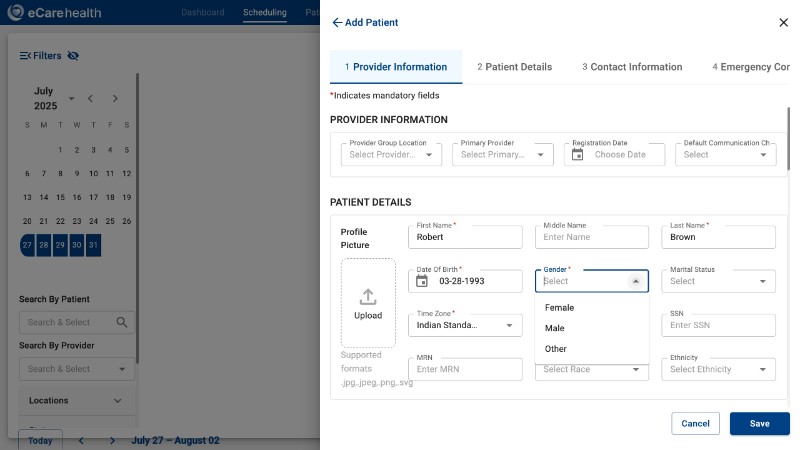 eCarehealth
Dashboard
Scheduling
Filters
July
2025
S M T W T F S
1 2 3 4 5
6 7 8 9 10 11 12
13 14 15 16 17 18 19
20 21 22 23 24 25 26
27 28 29 30 31
Search By Patient
Search & Select
Search By Provider
Search & Select
Locations
Today
July 27 – August 02
Add Patient
1 Provider Information
2 Patient Details
3 Contact Information
4 Emergency Con
*Indicates mandatory fields
PROVIDER INFORMATION
Provider Group Location
Select Provider...
Primary Provider
Select Primary...
Registration Date
Choose Date
Default Communication Ch
Select
PATIENT DETAILS
Profile
Picture
Upload
Supported
formats
.jpg,.jpeg,.png,.svg
First Name *
Robert
Middle Name
Enter Name
Last Name *
Brown
Date Of Birth *
03-28-1993
Gender *
Select
Marital Status
Select
Female
Male
Other
Time Zone *
Indian Standa...
SSN
Enter SSN
MRN
Enter MRN
Select Race
Ethnicity
Select Ethnicity
Cancel
Save